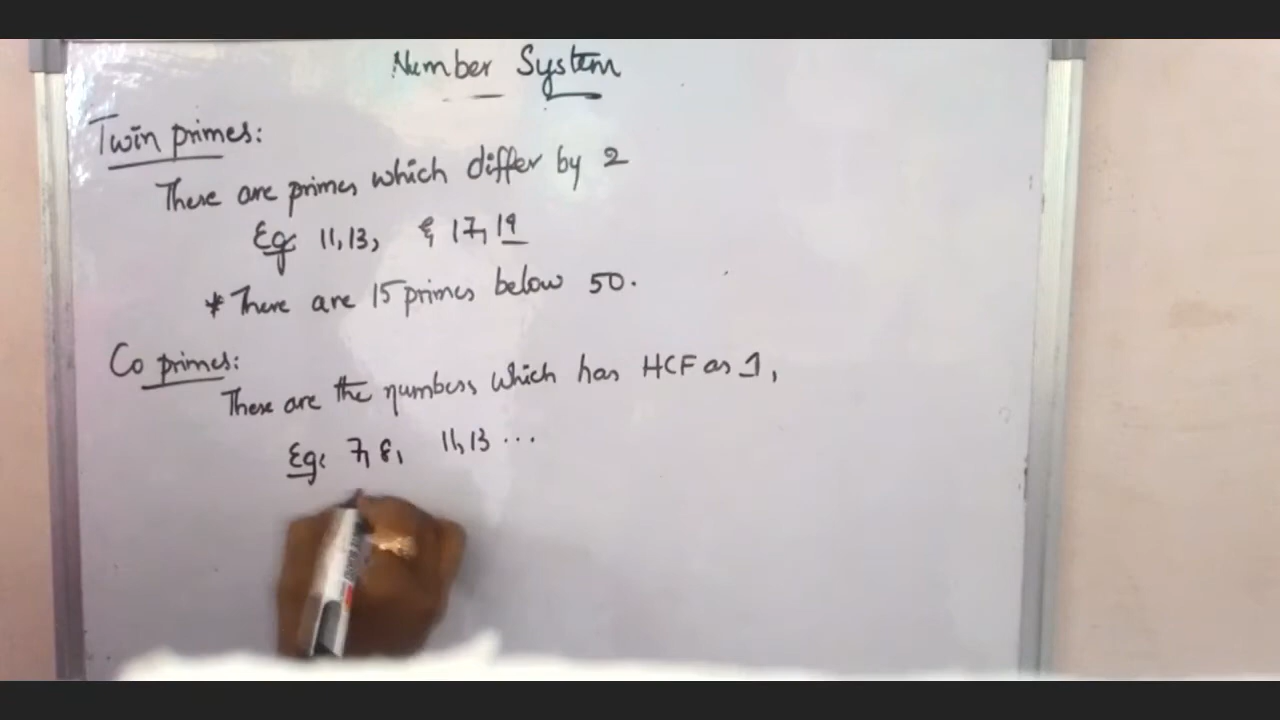 Number System
Twin primes:
These are primes which differ by 2
Eg 11,13, & 17,19
* There are 15 primes below 50.
Co primes:
These are the numbers which has HCF as 1,
Eg: 7, 8, 11,13 ...